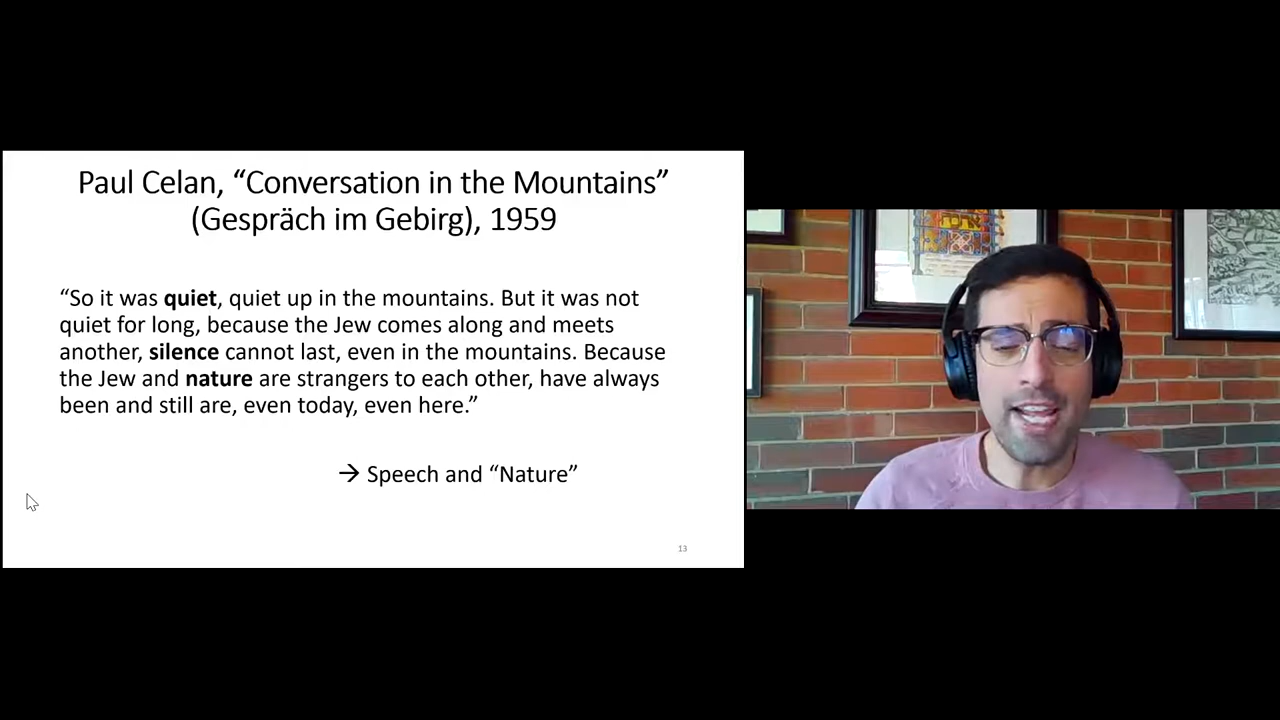 Paul Celan, “Conversation in the Mountains”
(Gespräch im Gebirg), 1959
“So it was quiet, quiet up in the mountains. But it was not
quiet for long, because the Jew comes along and meets
another, silence cannot last, even in the mountains. Because
the Jew and nature are strangers to each other, have always
been and still are, even today, even here.”
→ Speech and “Nature”
13